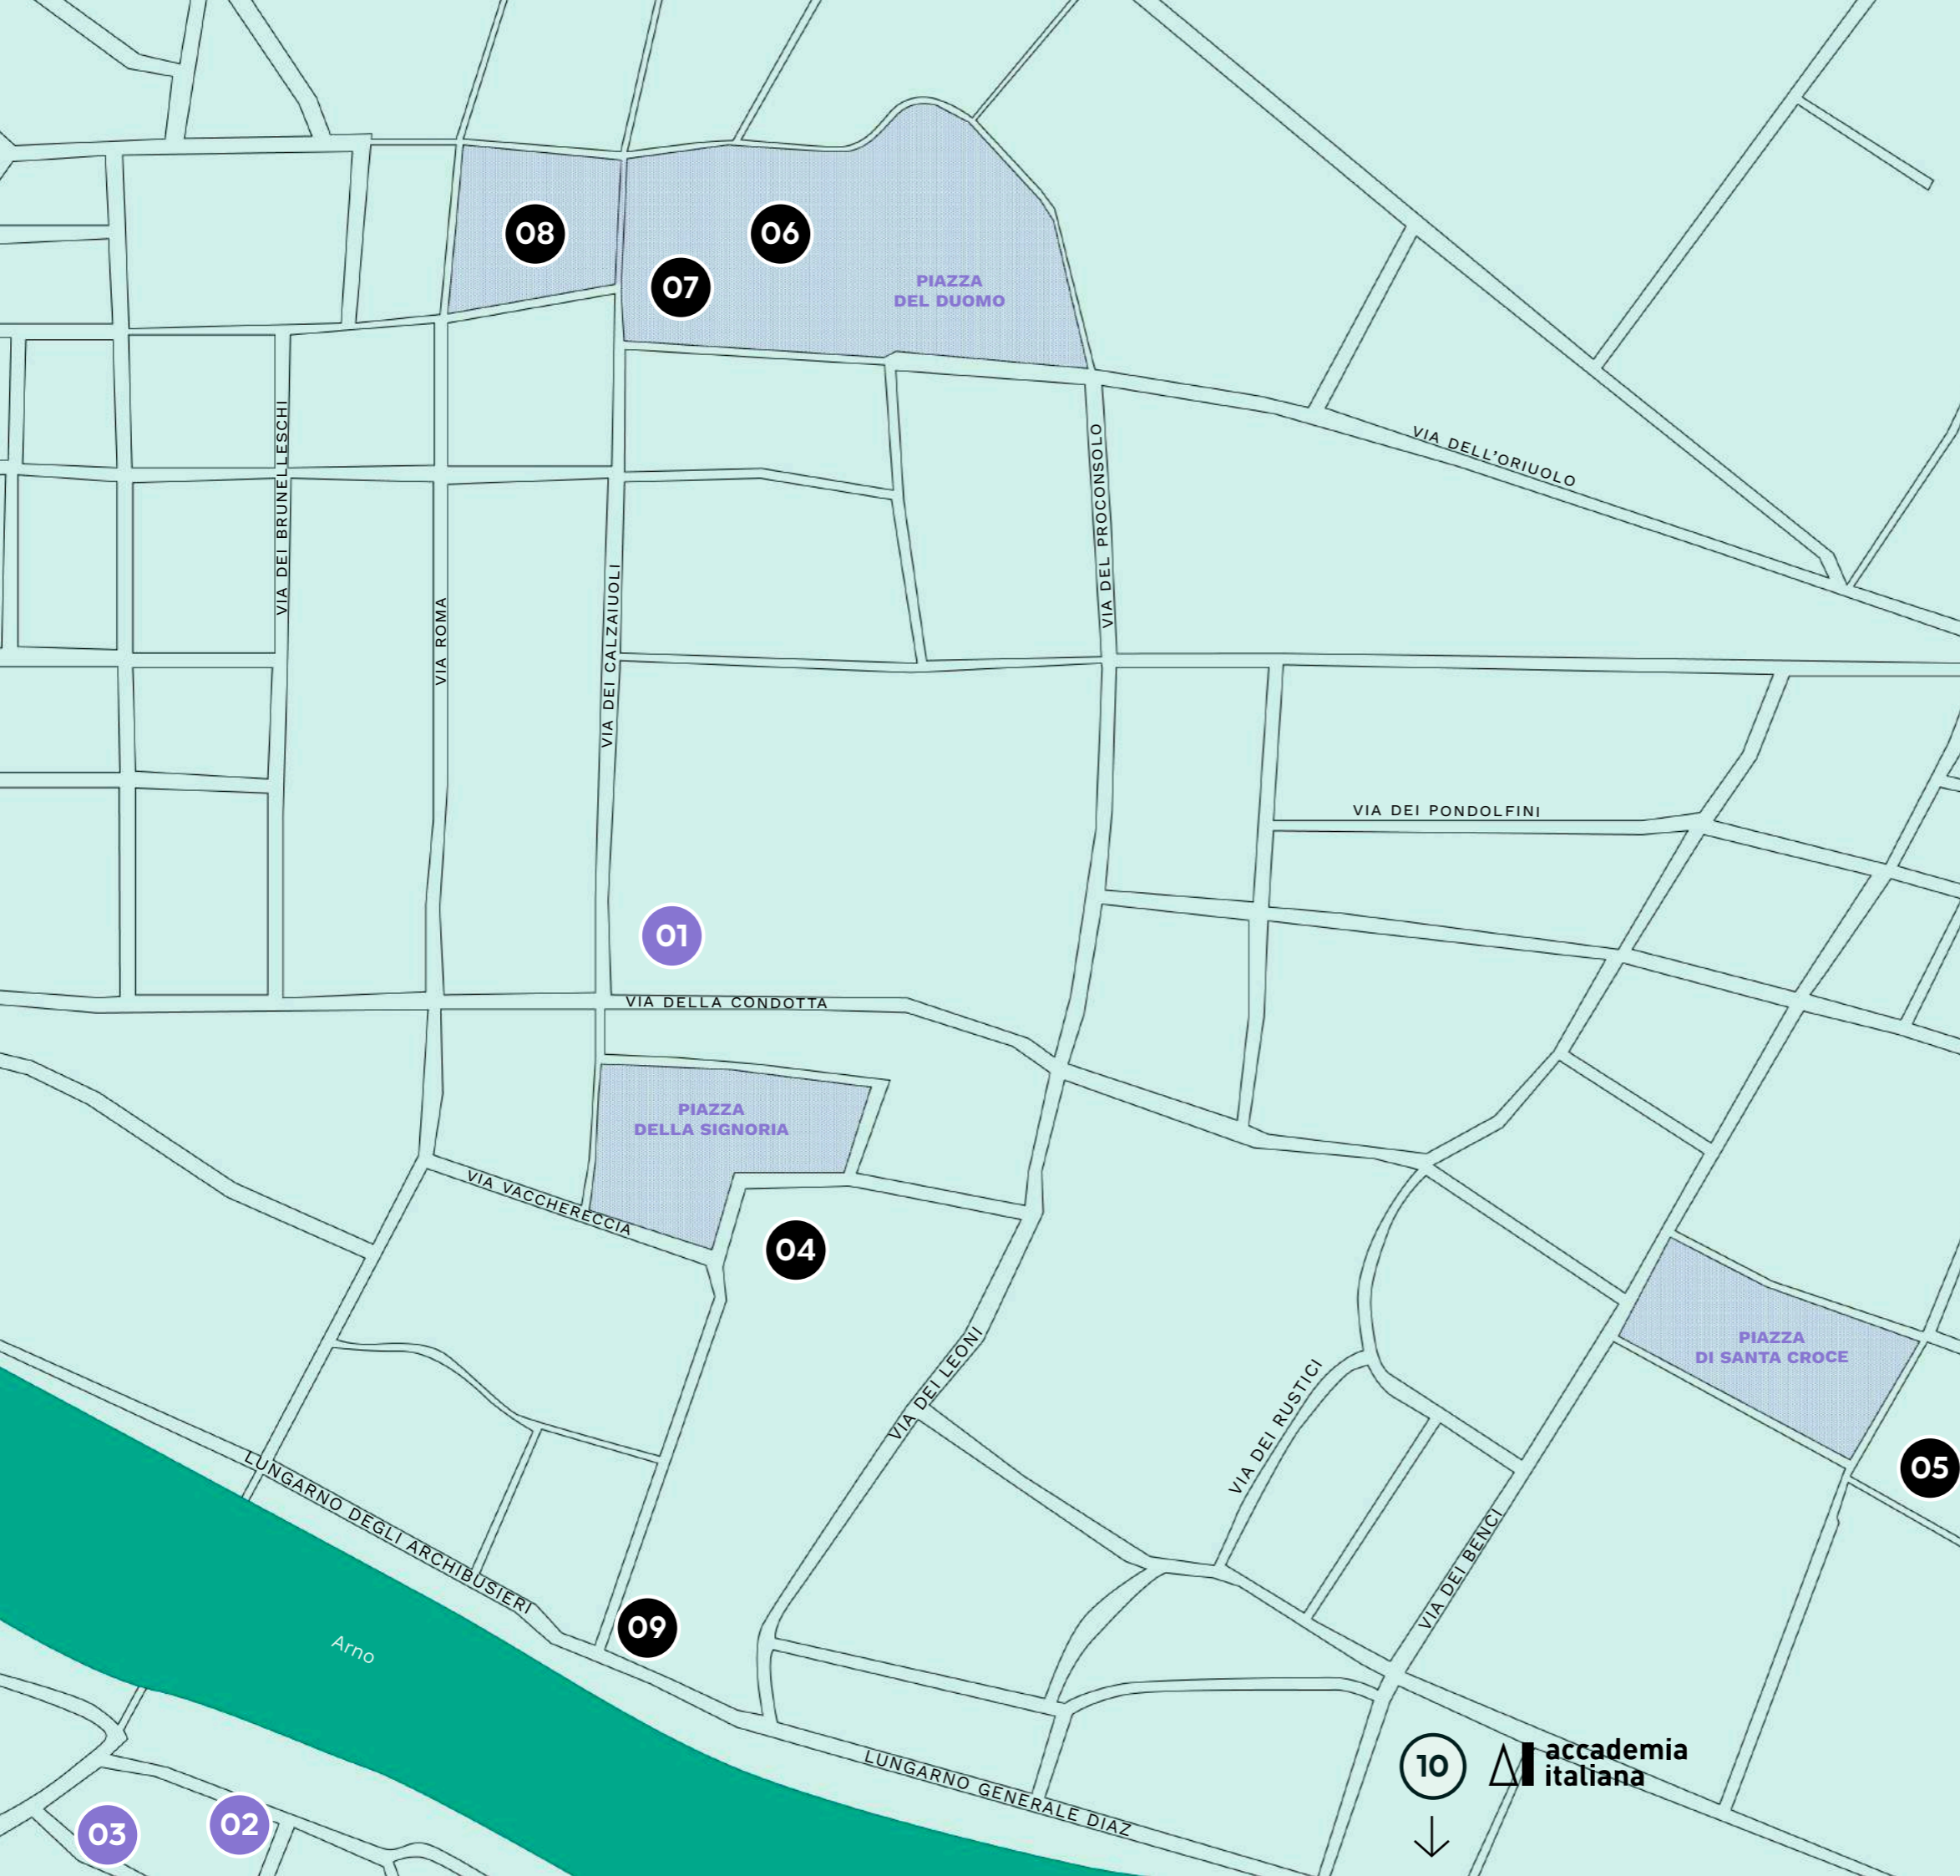 08
06
07
PIAZZA
DEL DUOMO
VIA DEI BRUNELLESCHI
VIA ROMA
VIA DEI CALZAIUOLI
VIA DEL PROCONSOLO
VIA DELL'ORIUOLO
VIA DEI PONDOLFINI
01
VIA DELLA CONDOTTA
PIAZZA
DELLA SIGNORIA
VIA VACCHERECCIA
04
PIAZZA
DI SANTA CROCE
VIA DEI LEONI
VIA DEI RUSTICI
05
VIA DEI BENCI
LUNGARNO DEGLI ARCHIBUSIERI
09
Arno
LUNGARNO GENERALE DIAZ
10
accademia
italiana
03
02